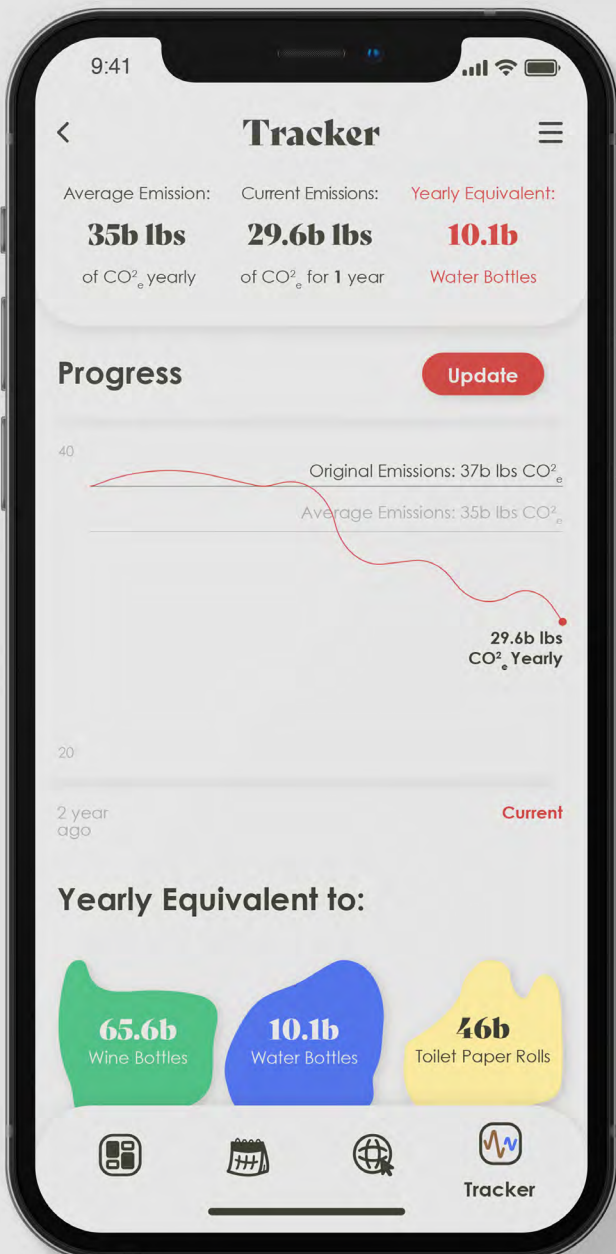 9:41
Tracker
Average Emission:
35b lbs
of CO²ₑ yearly
Current Emissions:
29.6b lbs
of CO²ₑ for 1 year
Yearly Equivalent:
10.1b
Water Bottles
Progress
Update
40
Original Emissions: 37b lbs CO²ₑ
Average Emissions: 35b lbs CO²ₑ
29.6b lbs
CO²ₑ Yearly
20
2 year
ago
Current
Yearly Equivalent to:
65.6b
Wine Bottles
10.1b
Water Bottles
46b
Toilet Paper Rolls
Tracker